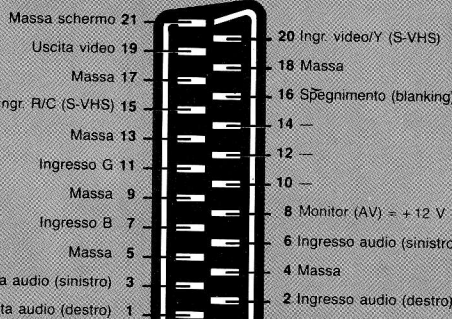 Massa schermo 21
Uscita video 19
Massa 17
ngr. R/C (S-VHS) 15
Massa 13
Ingresso G 11
Massa 9
Ingresso B 7
Massa 5
a audio (sinistro) 3
ta audio (destro) 1
20 Ingr. video/Y (S-VHS)
18 Massa
16 Spegnimento (blanking)
14 —
12 —
10 —
8 Monitor (AV) = + 12 V
6 Ingresso audio (sinistro
4 Massa
2 Ingresso audio (destro)